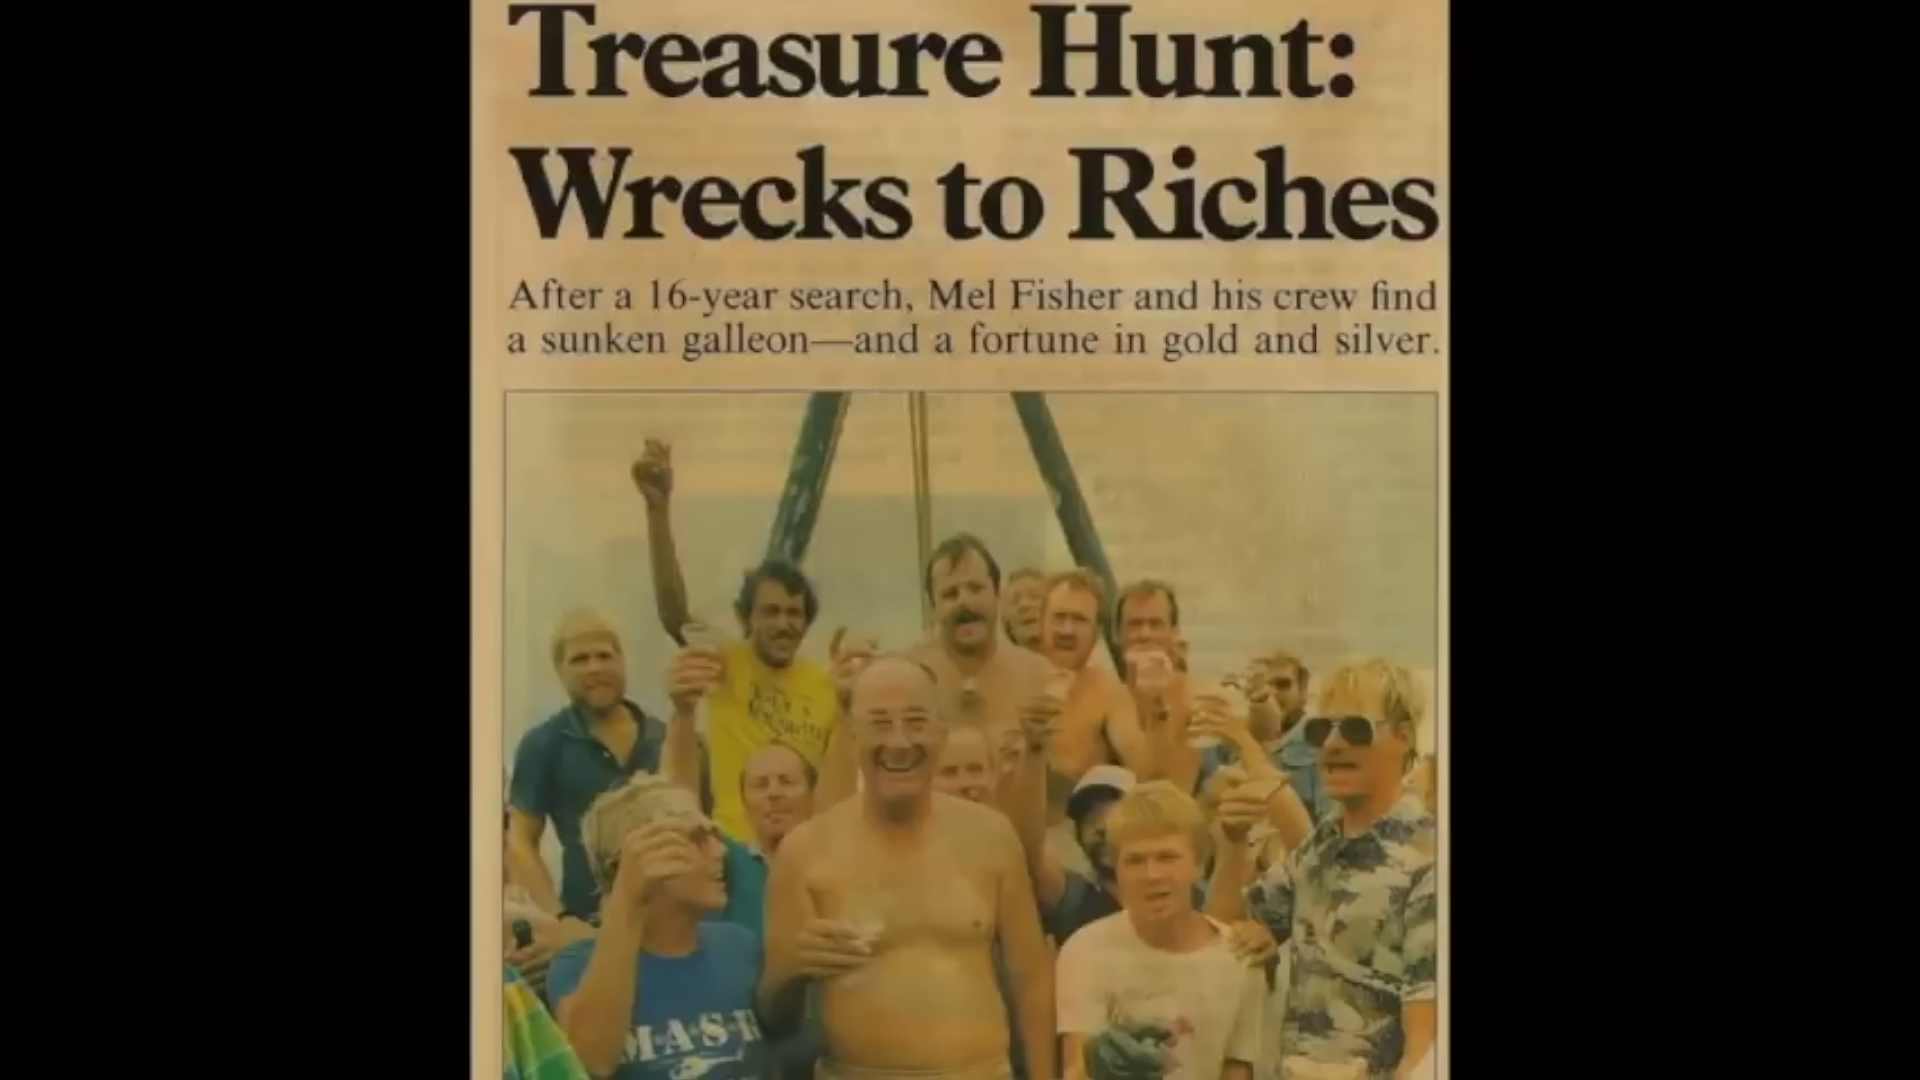 Treasure Hunt:
Wrecks to Riches
After a 16-year search, Mel Fisher and his crew find
a sunken galleon—and a fortune in gold and silver.
M*A*S*H